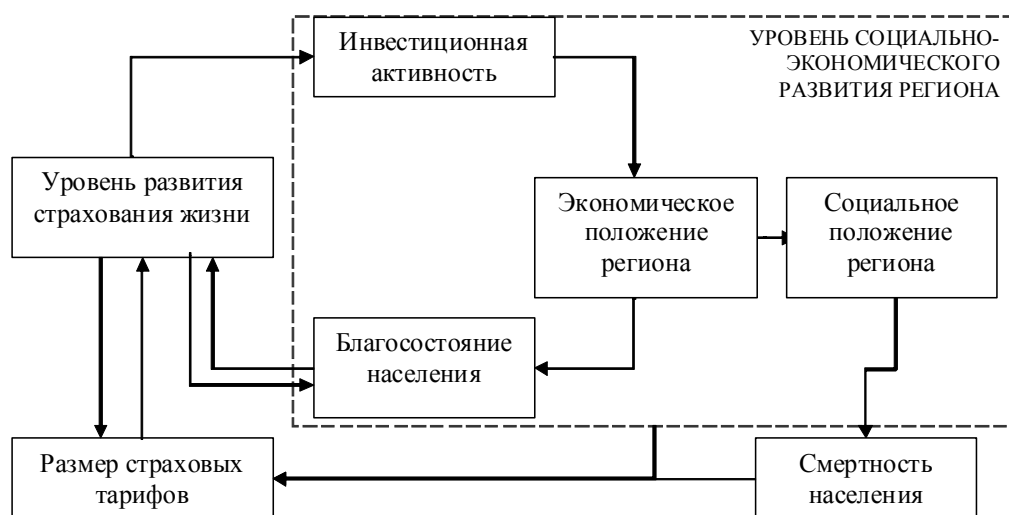 Инвестиционная
активность
УРОВЕНЬ СОЦИАЛЬНО-
ЭКОНОМИЧЕСКОГО
РАЗВИТИЯ РЕГИОНА
Уровень развития
страхования жизни
Экономическое
положение
региона
Социальное
положение
региона
Благосостояние
населения
Размер страховых
тарифов
Смертность
населения